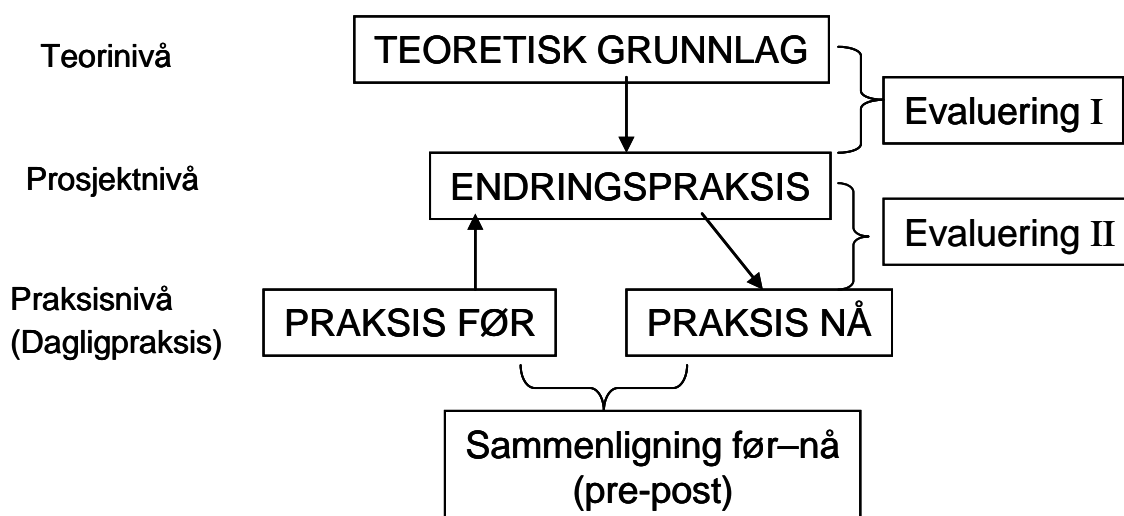 Teorinivå
TEORETISK GRUNNLAG
Evaluering I
Prosjektnivå
ENDRINGSPRAKSIS
Evaluering II
Praksisnivå
(Dagligpraksis)
PRAKSIS FØR
PRAKSIS NÅ
Sammenligning før–nå
(pre-post)